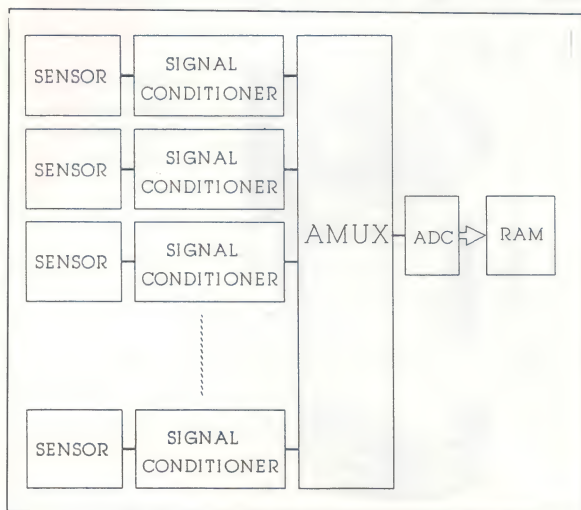 SENSOR
SIGNAL
CONDITIONER
SENSOR
SIGNAL
CONDITIONER
SENSOR
SIGNAL
CONDITIONER
AMUX
ADC
RAM
SENSOR
SIGNAL
CONDITIONER